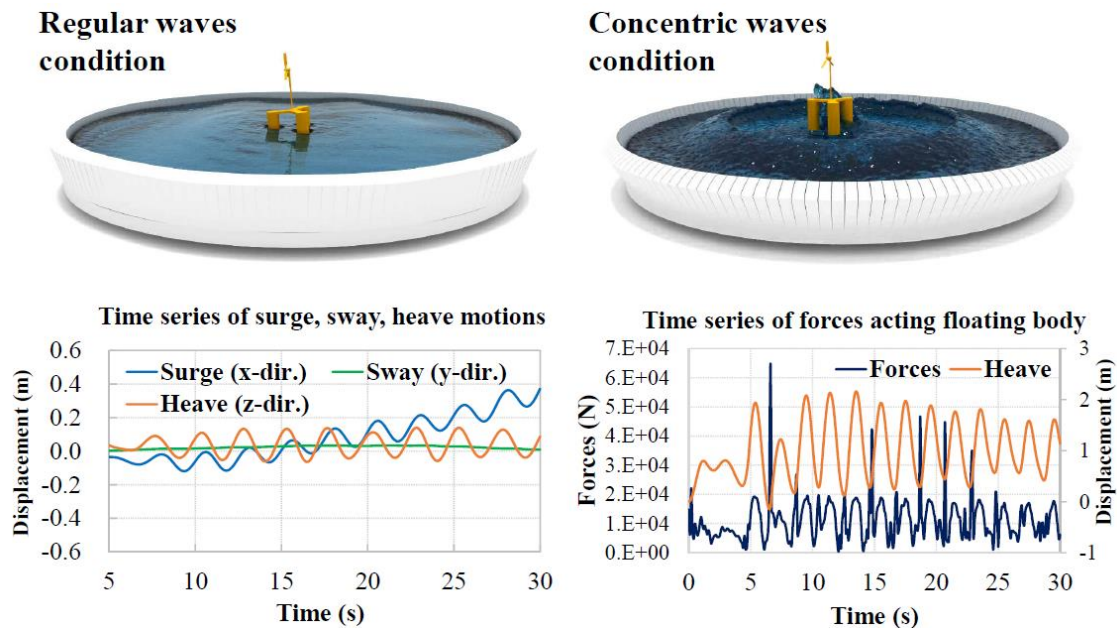 Regular waves
condition
Concentric waves
condition
Time series of surge, sway, heave motions
Surge (x-dir.)
Sway (y-dir.)
Heave (z-dir.)
Displacement (m)
0.6
0.4
0.2
0.0
-0.2
-0.4
-0.6
5
10
15
20
25
30
Time (s)
Time series of forces acting floating body
Forces
Heave
Forces (N)
7.E+04
6.E+04
5.E+04
4.E+04
3.E+04
2.E+04
1.E+04
0.E+00
3
2
1
0
-1
Displacement (m)
0
5
10
15
20
25
30
Time (s)